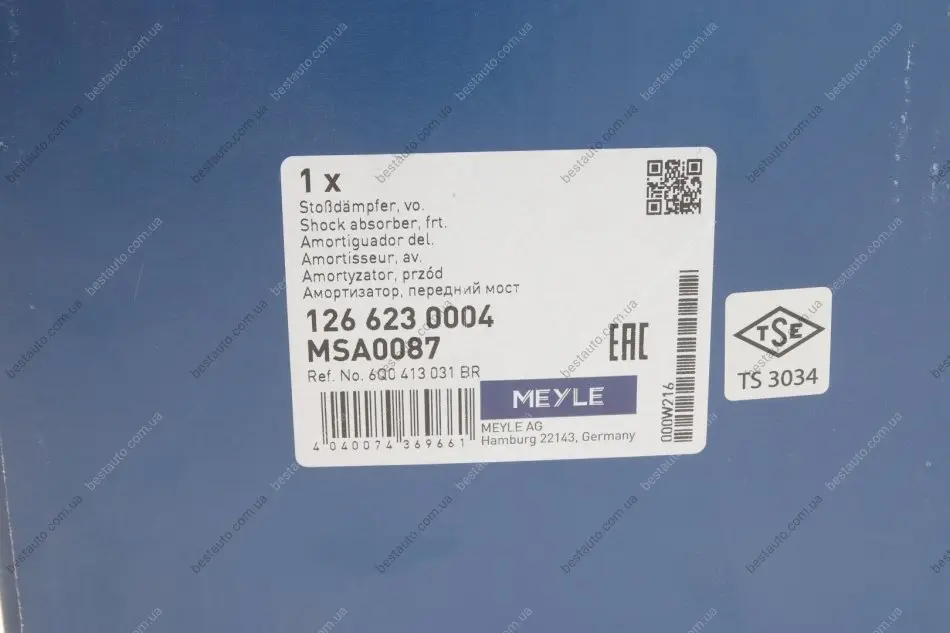 1 x
Stoßdämpfer, vo.
Shock absorber, frt.
Amortiguador del.
Amortisseur, av.
Amortyzator, przód
Амортизатор, передний мост
126 623 0004
MSA0087
Ref. No. 6Q0 413 031 BR
4 040074 369661
MEYLE
MEYLE AG
Hamburg 22143, Germany
EAC
000W216
TSE
TS 3034
bestauto.com.ua